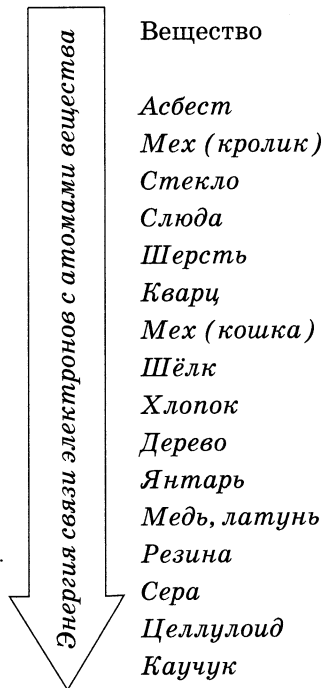 Энергия связи электронов с атомами вещества
Вещество
Асбест
Мех (кролик)
Стекло
Слюда
Шерсть
Кварц
Мех (кошка)
Шёлк
Хлопок
Дерево
Янтарь
Медь, латунь
Резина
Сера
Целлулоид
Каучук